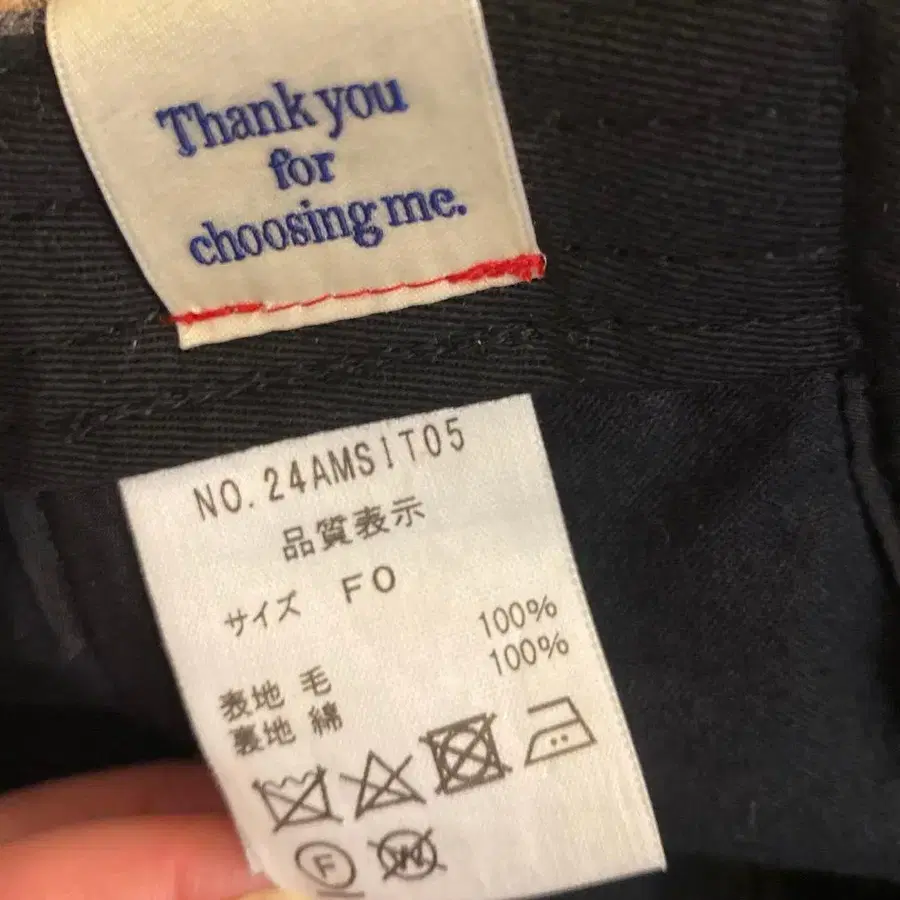 Thank you
for
choosing me.
NO.24AMSIT05
品質表示
サイズ FO
表地 毛 100%
裏地 綿 100%
F
W